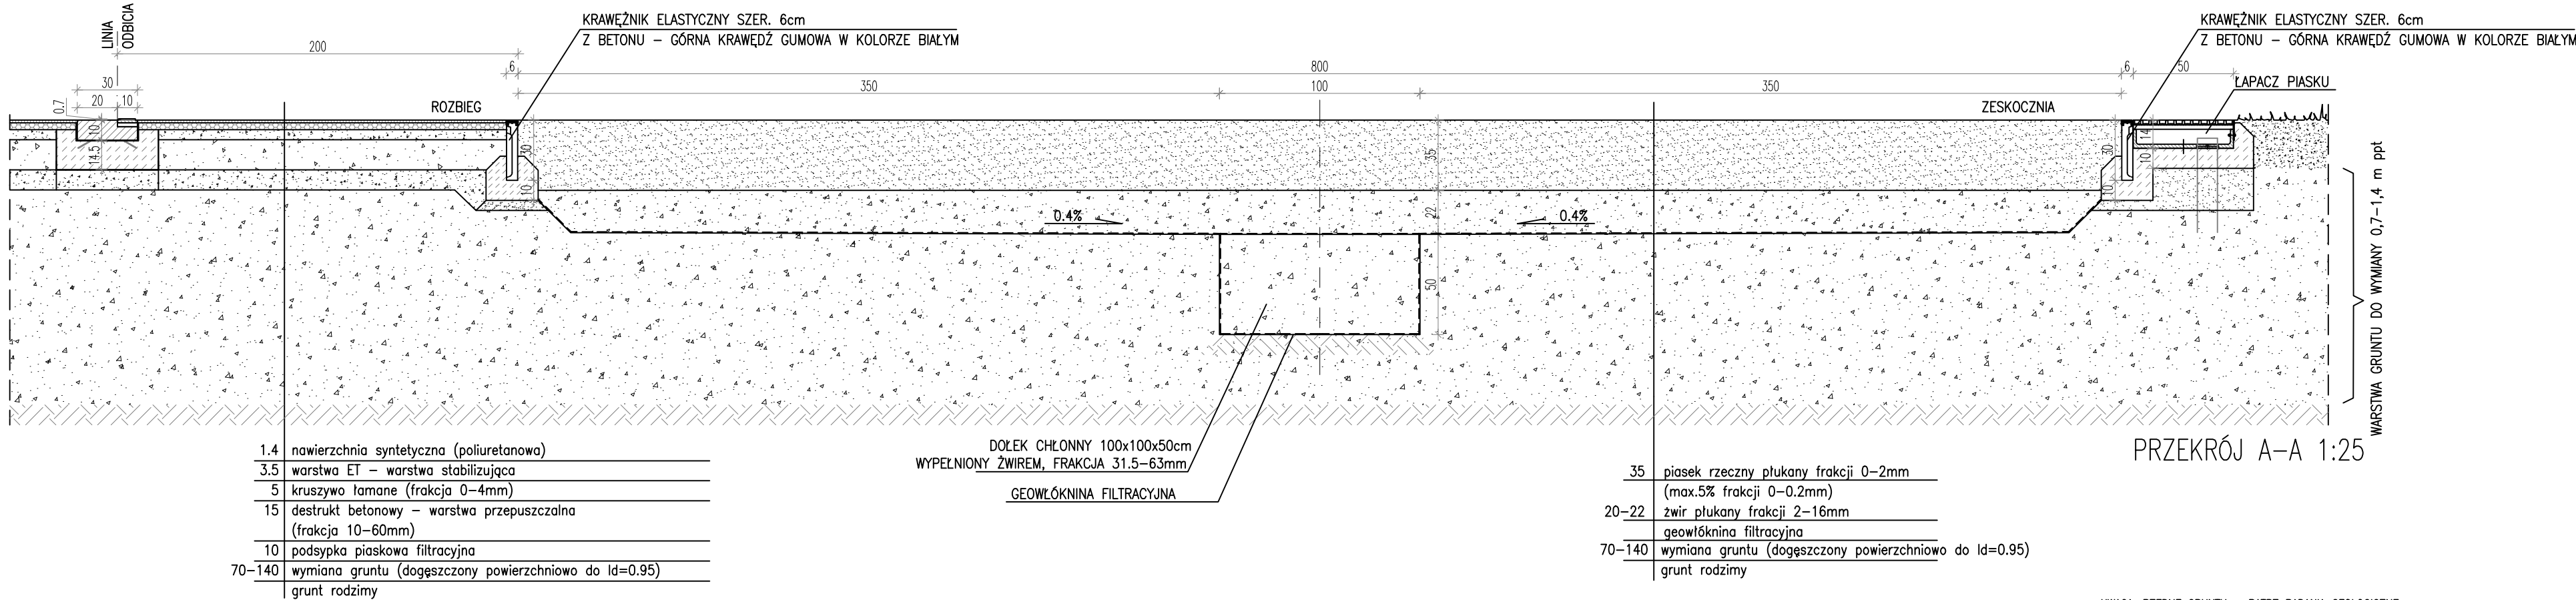 LINIA
ODBICIA
KRAWĘŻNIK ELASTYCZNY SZER. 6cm
Z BETONU – GÓRNA KRAWĘDŹ GUMOWA W KOLORZE BIAŁYM
KRAWĘŻNIK ELASTYCZNY SZER. 6cm
Z BETONU – GÓRNA KRAWĘDŹ GUMOWA W KOLORZE BIAŁYM
200
6
800
6
50
30
350
100
350
ŁAPACZ PIASKU
0.7
20
10
ROZBIEG
ZESKOCZNIA
10
14.5
30
10
35
22
50
0.4%
0.4%
30
10
14
10
WARSTWA GRUNTU DO WYMIANY 0,7–1,4 m ppt
PRZEKRÓJ A–A 1:25
1.4 nawierzchnia syntetyczna (poliuretanowa)
3.5 warstwa ET – warstwa stabilizująca
5 kruszywo łamane (frakcja 0–4mm)
15 destrukt betonowy – warstwa przepuszczalna
(frakcja 10–60mm)
10 podsypka piaskowa filtracyjna
70–140 wymiana gruntu (dogęszczony powierzchniowo do Id=0.95)
grunt rodzimy
DOŁEK CHŁONNY 100x100x50cm
WYPEŁNIONY ŻWIREM, FRAKCJA 31.5–63mm
GEOWŁÓKNINA FILTRACYJNA
35 piasek rzeczny płukany frakcji 0–2mm
(max.5% frakcji 0–0.2mm)
20–22 żwir płukany frakcji 2–16mm
geowłóknina filtracyjna
70–140 wymiana gruntu (dogęszczony powierzchniowo do Id=0.95)
grunt rodzimy